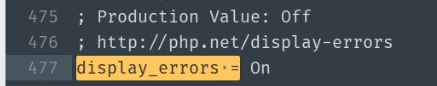 475 ; Production Value: Off
476 ; http://php.net/display-errors
477 display_errors = On